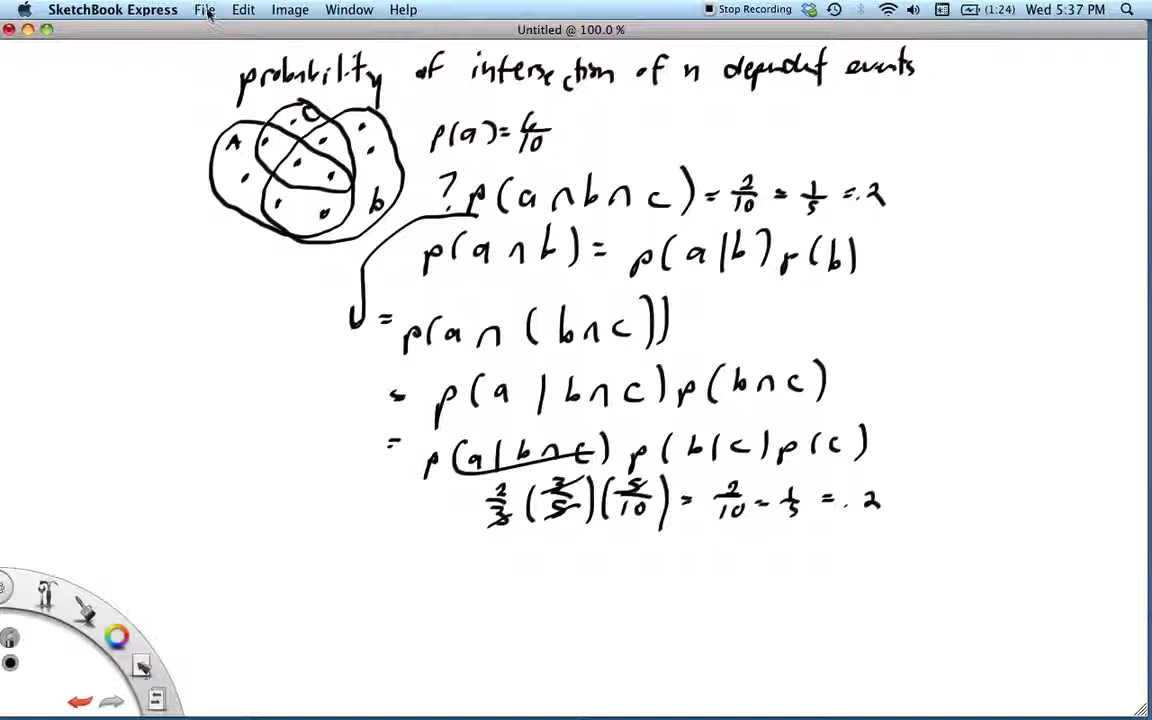 SketchBook Express File Edit Image Window Help Stop Recording (1:24) Wed 5:37 PM
Untitled @ 100.0 %
probability of intersection of n dependent events
A C B
p(a) = 6/10
? p(a ∩ b ∩ c) = 2/10 = 1/5 = .2
p(a ∩ b) = p(a|b) p(b)
= p(a ∩ (b ∩ c))
= p(a | b ∩ c) p(b ∩ c)
= p(a | b ∩ c) p(b|c) p(c)
2/3 (3/5)(5/10) = 2/10 = 1/5 = .2